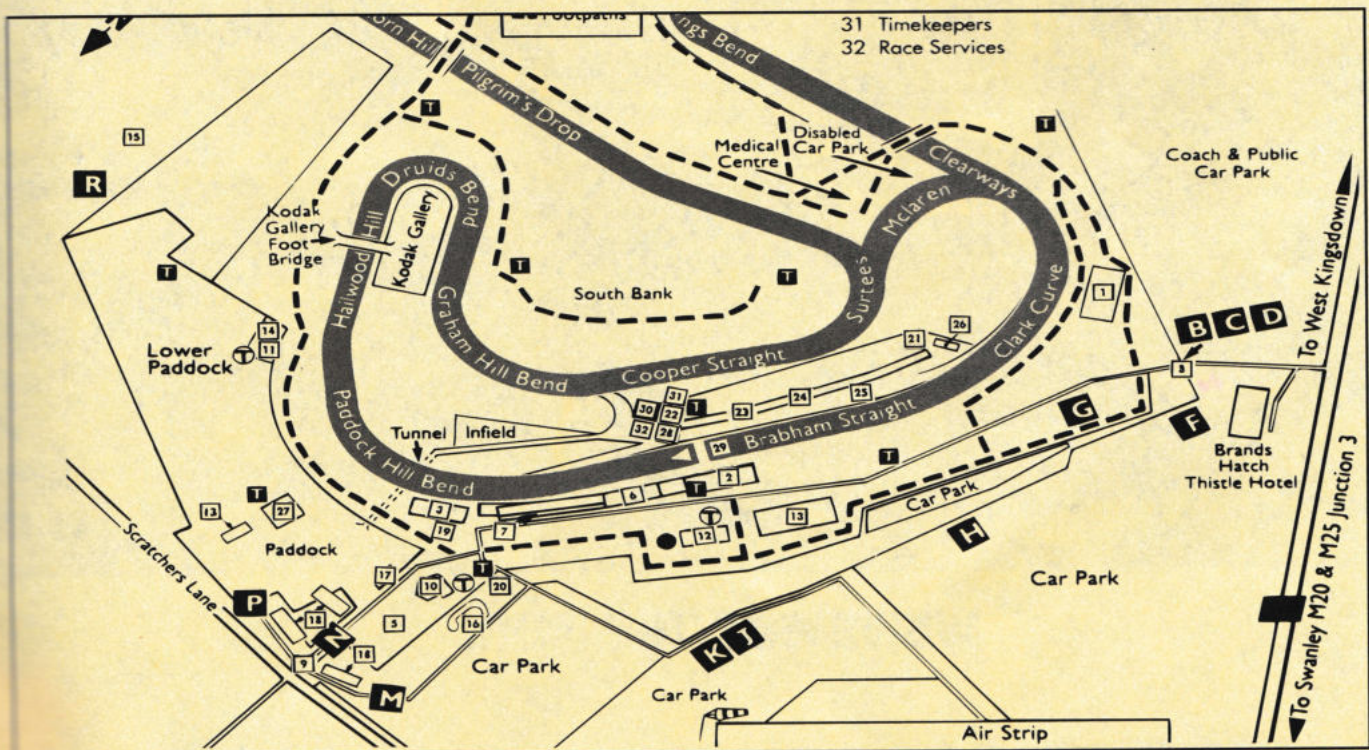 Footpaths
31 Timekeepers
32 Race Services
orn Hill
Pilgrim's Drop
ngs Bend
T
T
15
R
Medical
Centre
Disabled
Car Park
Clearways
Coach & Public
Car Park
Druids Bend
Kodak
Gallery
Foot
Bridge
Kodak Gallery
Hailwood Hill
Mclaren
Surtees
T
T
T
South Bank
Graham Hill Bend
Cooper Straight
Clark Curve
1
B C D
To West Kingsdown
14
11
Lower
Paddock
T
21
26
31
30
22
T
32
28
23
24
25
8
G
F
Paddock Hill Bend
Tunnel
Infield
29
Brabham Straight
T
Brands
Hatch
Thistle Hotel
2
6
T
3
19
7
T
12
13
Car Park
H
T
13
27
Paddock
Scratchers Lane
17
10
T
T
20
Car Park
P
18
N
5
16
18
9
M
Car Park
K J
Car Park
Air Strip
To Swanley M20 & M25 Junction 3